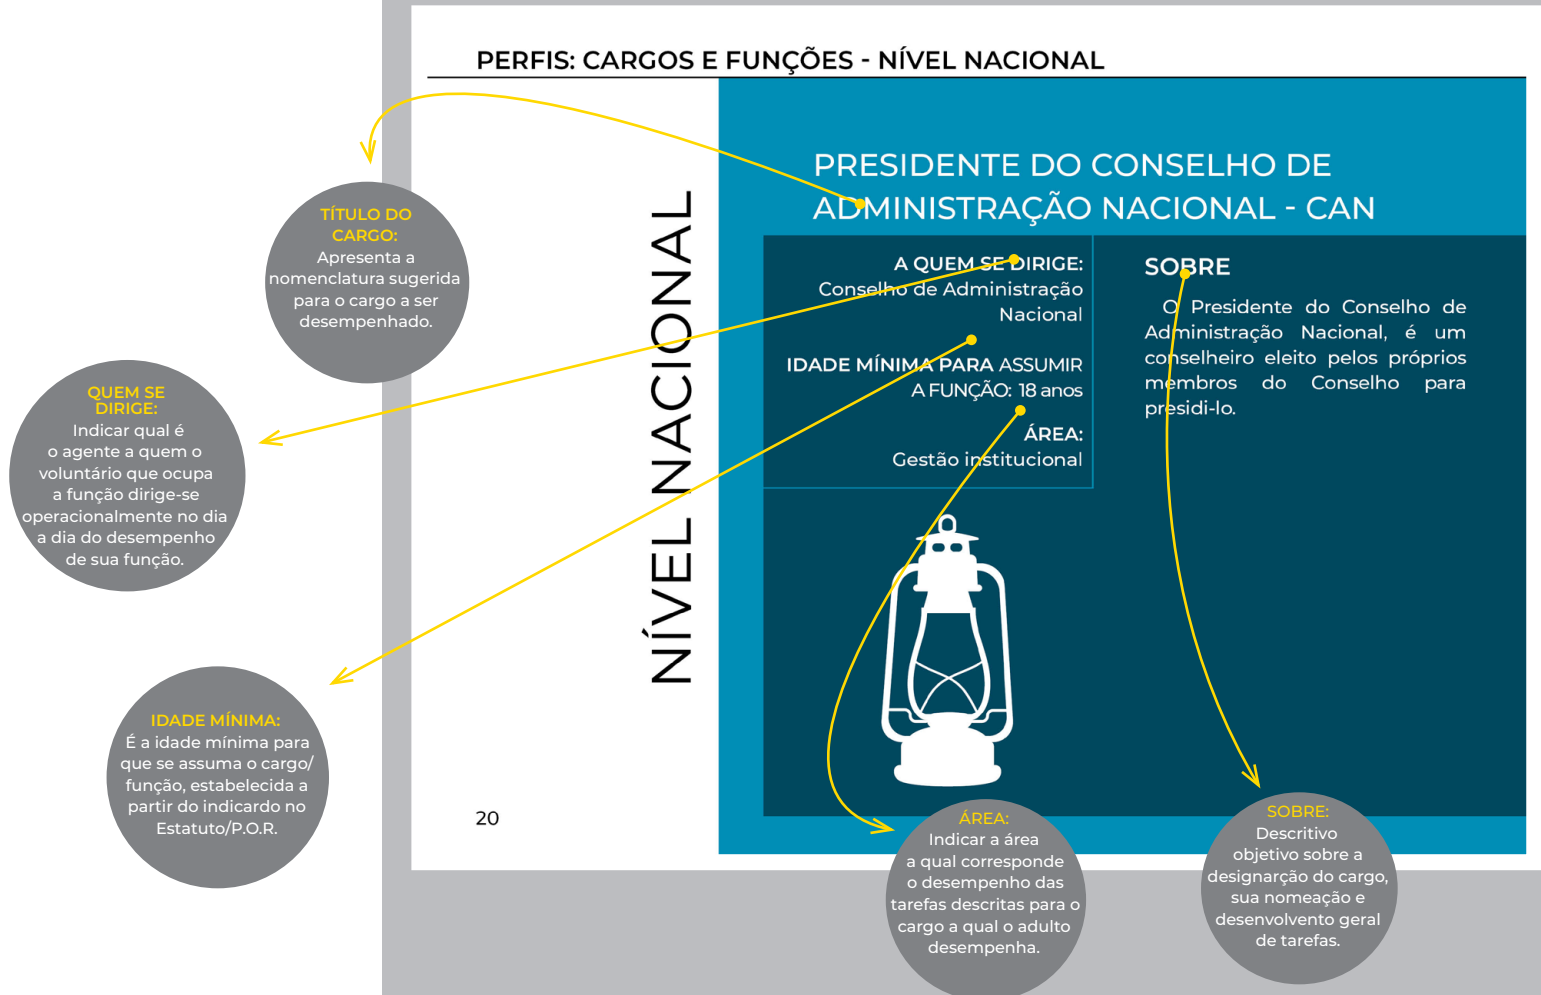 PERFIS: CARGOS E FUNÇÕES - NÍVEL NACIONAL
NÍVEL NACIONAL
PRESIDENTE DO CONSELHO DE
ADMINISTRAÇÃO NACIONAL - CAN
A QUEM SE DIRIGE:
Conselho de Administração
Nacional
IDADE MÍNIMA PARA ASSUMIR
A FUNÇÃO: 18 anos
ÁREA:
Gestão institucional
SOBRE
O Presidente do Conselho de
Administração Nacional, é um
conselheiro eleito pelos próprios
membros do Conselho para
presidi-lo.
20
TÍTULO DO
CARGO:
Apresenta a
nomenclatura sugerida
para o cargo a ser
desempenhado.
QUEM SE
DIRIGE:
Indicar qual é
o agente a quem o
voluntário que ocupa
a função dirige-se
operacionalmente no dia
a dia do desempenho
de sua função.
IDADE MÍNIMA:
É a idade mínima para
que se assuma o cargo/
função, estabelecida a
partir do indicardo no
Estatuto/P.O.R.
ÁREA:
Indicar a área
a qual corresponde
o desempenho das
tarefas descritas para o
cargo a qual o adulto
desempenha.
SOBRE:
Descritivo
objetivo sobre a
designarção do cargo,
sua nomeação e
desenvolvento geral
de tarefas.